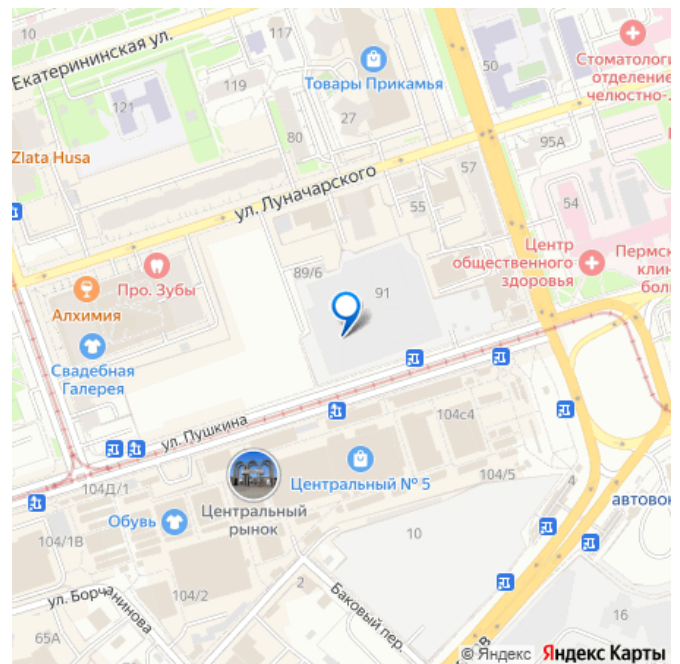 Екатерининская ул.
117
50
Стоматологи
отделение
челюстно-
Товары Прикамья
119
121
27
80
95А
Zlata Husa
ул. Луначарского
57
55
54
Центр
общественного
здоровья
Пермск
клин
боль
89/6
91
Про. Зубы
Алхимия
Свадебная
Галерея
ул. Пушкина
104с4
Центральный № 5
104/5
4
104Д/1
автовок
Обувь
Центральный
рынок
10
104/1В
2
104/2
ул. Борчанинова
Баковый пер.
16
65А
© Яндекс Яндекс Карты